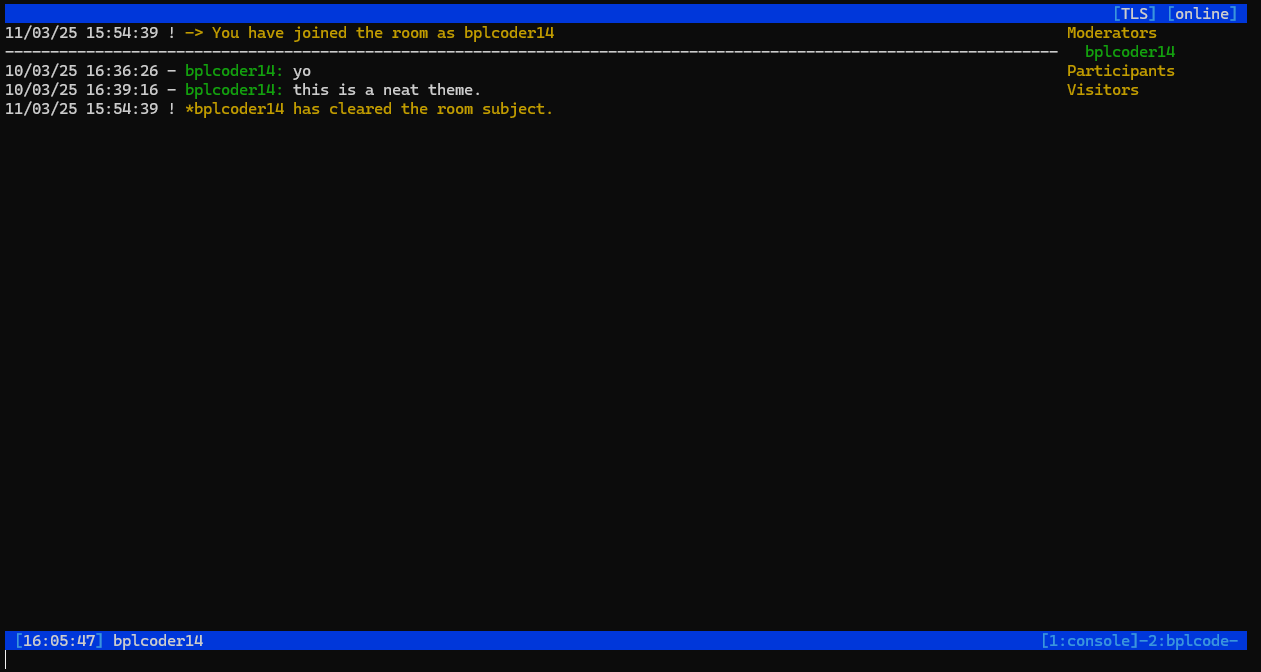 [TLS] [online]
11/03/25 15:54:39 ! -> You have joined the room as bplcoder14
Moderators
bplcoder14
Participants
Visitors
10/03/25 16:36:26 - bplcoder14: yo
10/03/25 16:39:16 - bplcoder14: this is a neat theme.
11/03/25 15:54:39 ! *bplcoder14 has cleared the room subject.
[16:05:47] bplcoder14
[1:console]-2:bplcode-